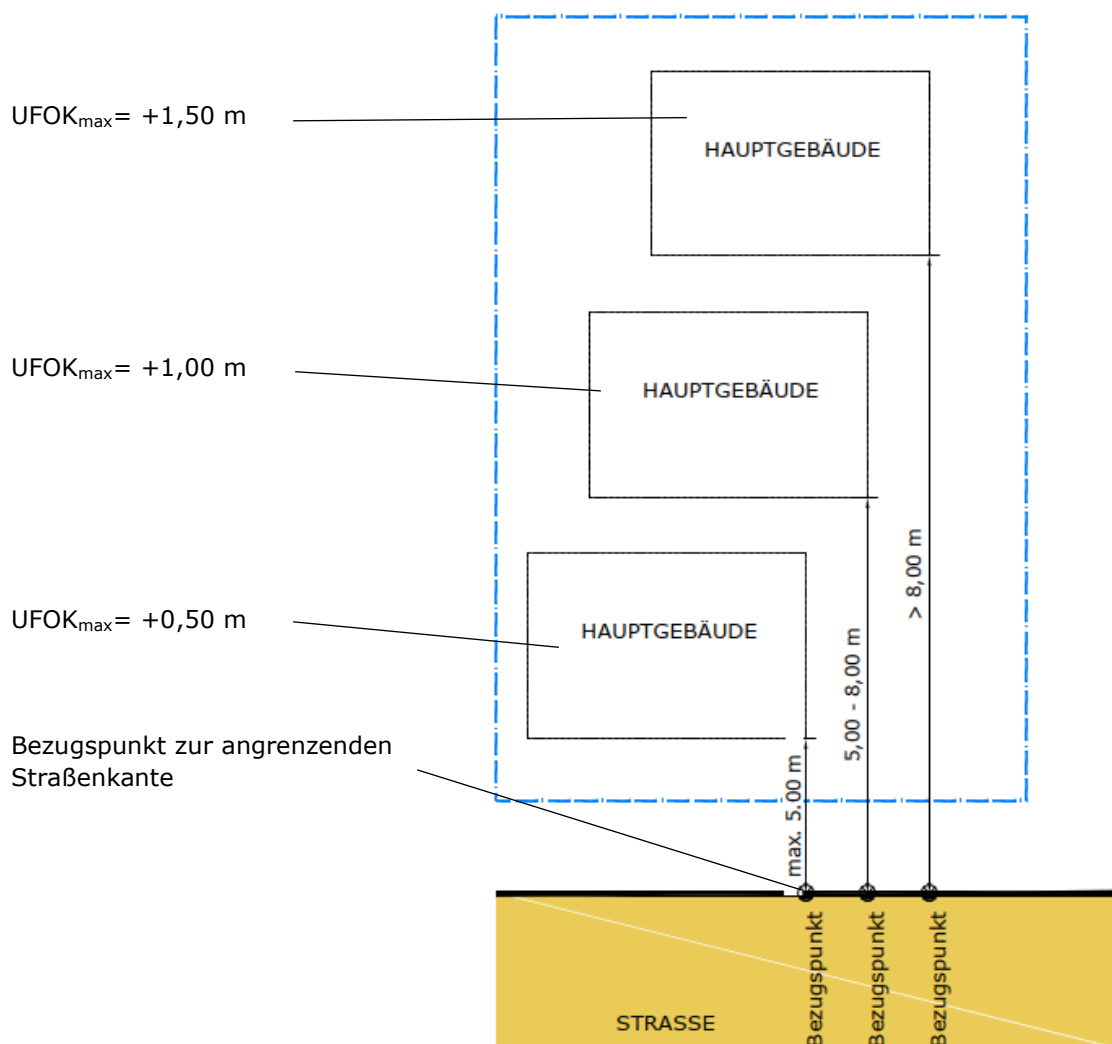 UFOKmax= +1,50 m
HAUPTGEBÄUDE
UFOKmax= +1,00 m
HAUPTGEBÄUDE
> 8,00 m
UFOKmax= +0,50 m
HAUPTGEBÄUDE
5,00 - 8,00 m
Bezugspunkt zur angrenzenden
Straßenkante
max. 5.00 m
Bezugspunkt
Bezugspunkt
Bezugspunkt
STRASSE